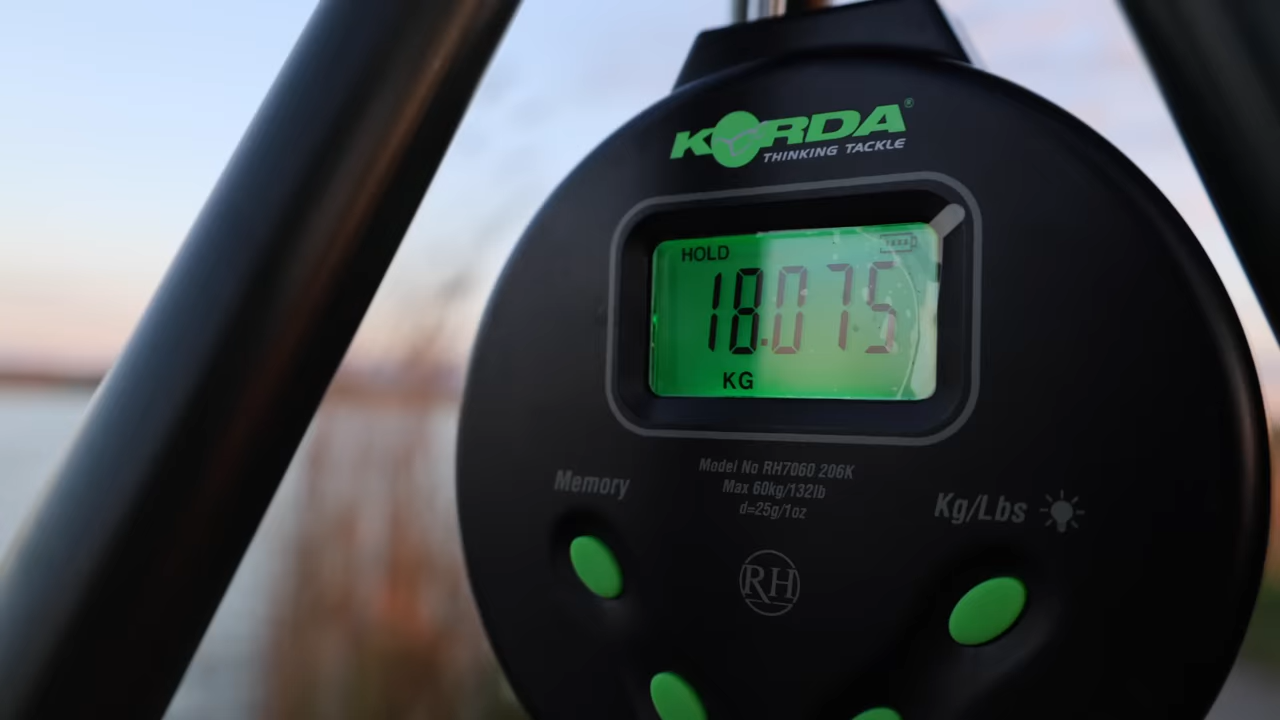 KORDA®
THINKING TACKLE
HOLD
18.075
KG
Model No RH7060 206K
Max 60kg/132lb
d=25g/1oz
Memory
Kg/Lbs
RH